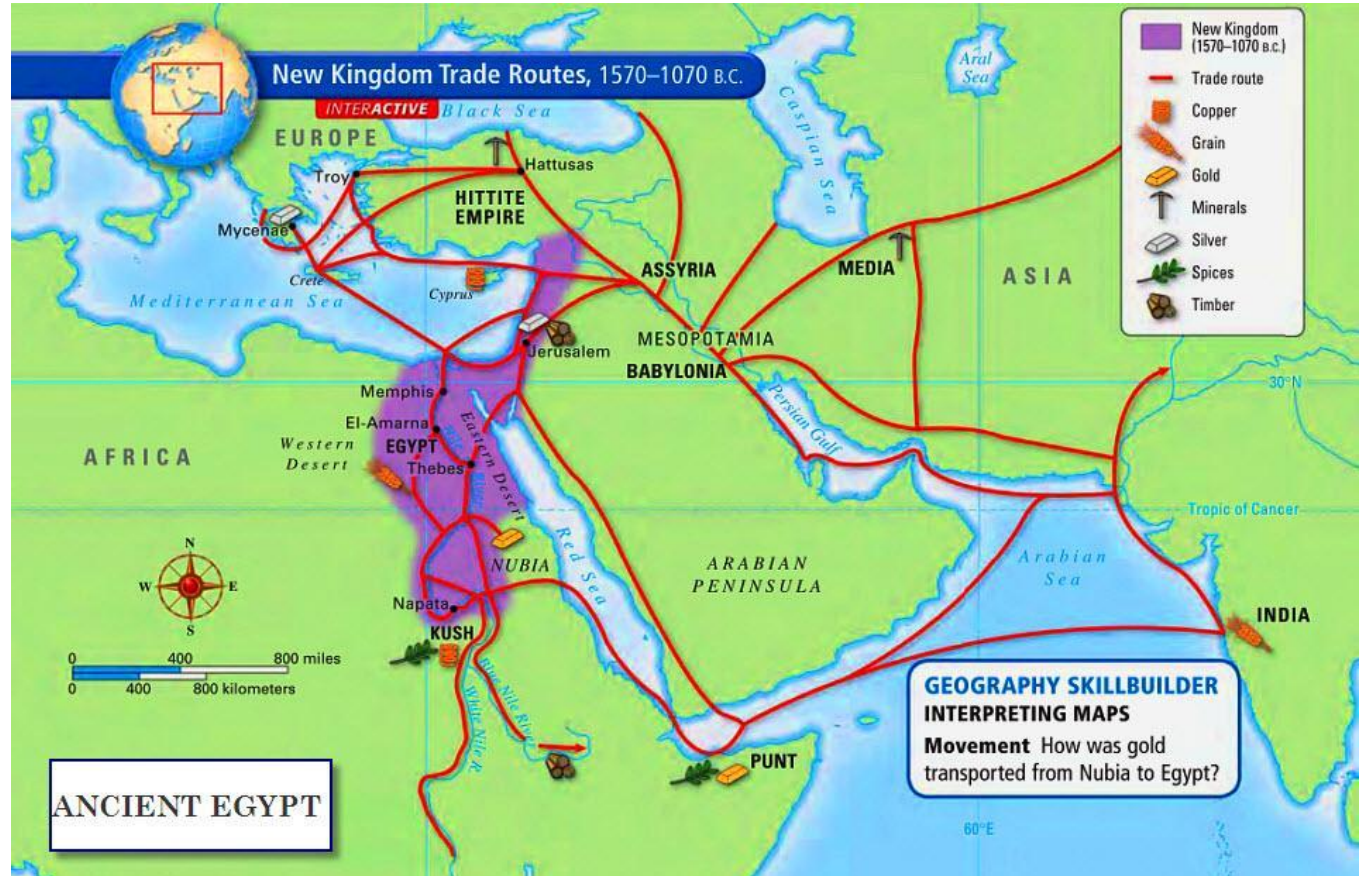 New Kingdom Trade Routes, 1570–1070 B.C.
INTERACTIVE
New Kingdom
(1570–1070 B.C.)
Trade route
Copper
Grain
Gold
Minerals
Silver
Spices
Timber
Black Sea
Aral
Sea
Caspian Sea
EUROPE
Troy
Hattusas
HITTITE
EMPIRE
Mycenae
Crete
Cyprus
Mediterranean Sea
ASSYRIA
MEDIA
ASIA
MESOPOTAMIA
BABYLONIA
Jerusalem
Memphis
El-Amarna
EGYPT
Thebes
Western
Desert
Eastern Desert
Nile River
AFRICA
Persian Gulf
30°N
Tropic of Cancer
Red Sea
NUBIA
ARABIAN
PENINSULA
Arabian
Sea
Napata
KUSH
INDIA
N
W
E
S
0 400 800 miles
0 400 800 kilometers
Blue Nile River
White Nile R.
PUNT
GEOGRAPHY SKILLBUILDER
INTERPRETING MAPS
Movement How was gold
transported from Nubia to Egypt?
60°E
ANCIENT EGYPT